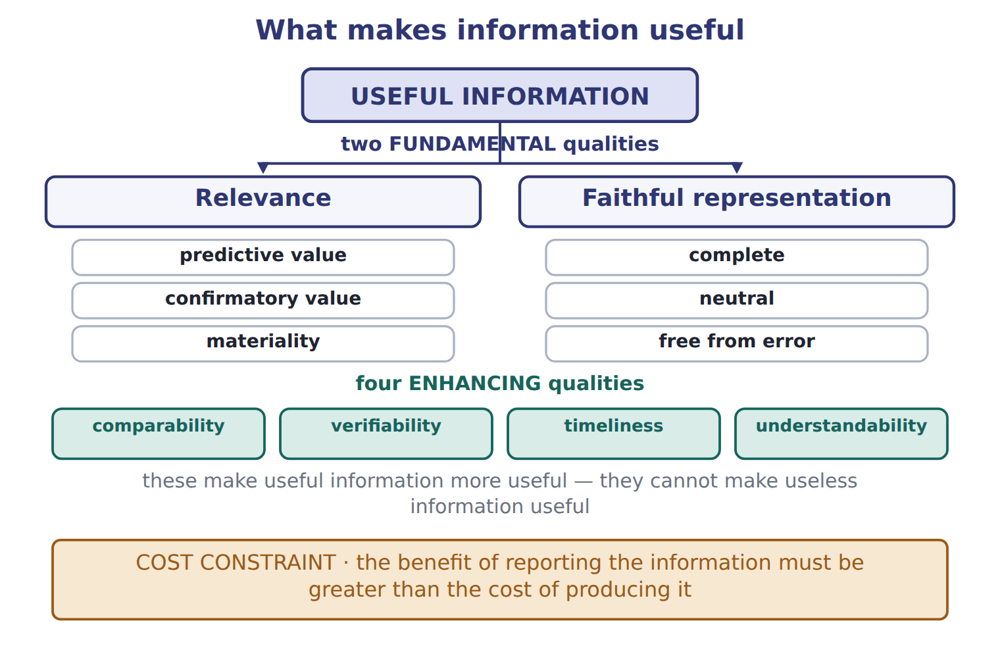 What makes information useful
USEFUL INFORMATION
two FUNDAMENTAL qualities
Relevance
Faithful representation
predictive value
complete
confirmatory value
neutral
materiality
free from error
four ENHANCING qualities
comparability
verifiability
timeliness
understandability
these make useful information more useful — they cannot make useless
information useful
COST CONSTRAINT · the benefit of reporting the information must be
greater than the cost of producing it